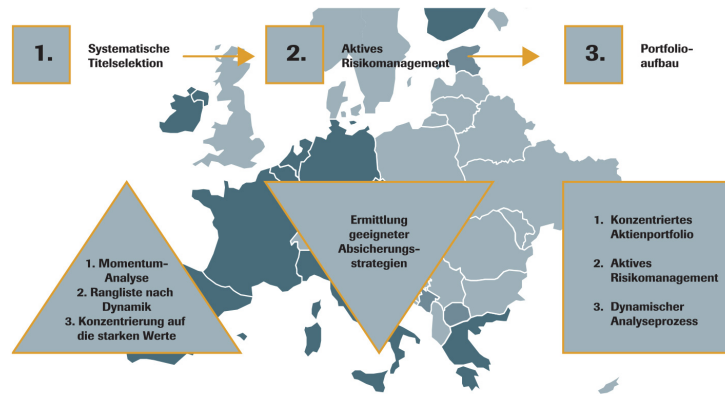 1.
Systematische
Titelselektion
2.
Aktives
Risikomanagement
3.
Portfolio-
aufbau
1. Momentum-
Analyse
2. Rangliste nach
Dynamik
3. Konzentrierung auf
die starken Werte
Ermittlung
geeigneter
Absicherungs-
strategien
1. Konzentriertes
Aktienportfolio
2. Aktives
Risikomanagement
3. Dynamischer
Analyseprozess